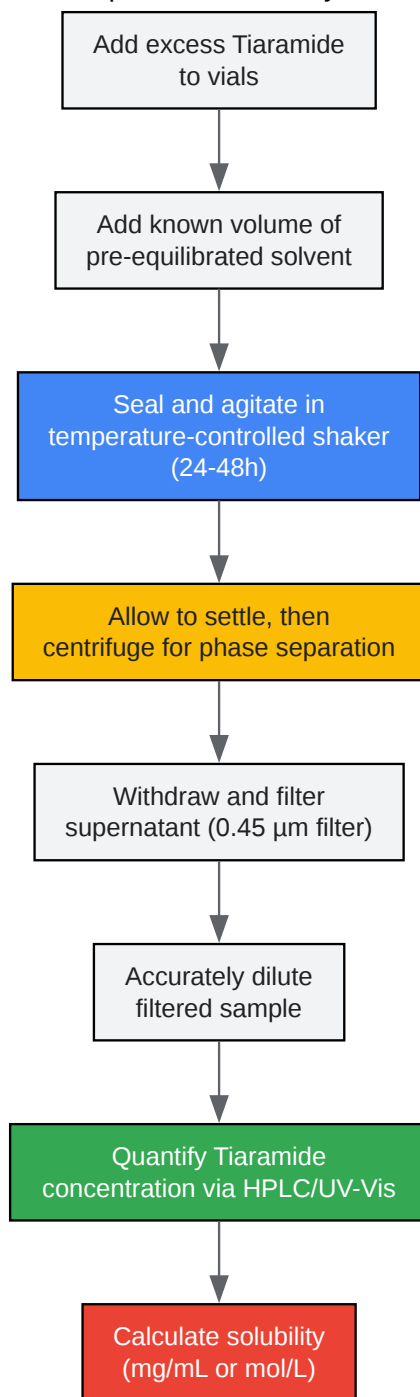 Add excess Tiaramide
to vials
Add known volume of
pre-equilibrated solvent
Seal and agitate in
temperature-controlled shaker
(24-48h)
Allow to settle, then
centrifuge for phase separation
Withdraw and filter
supernatant (0.45 µm filter)
Accurately dilute
filtered sample
Quantify Tiaramide
concentration via HPLC/UV-Vis
Calculate solubility
(mg/mL or mol/L)